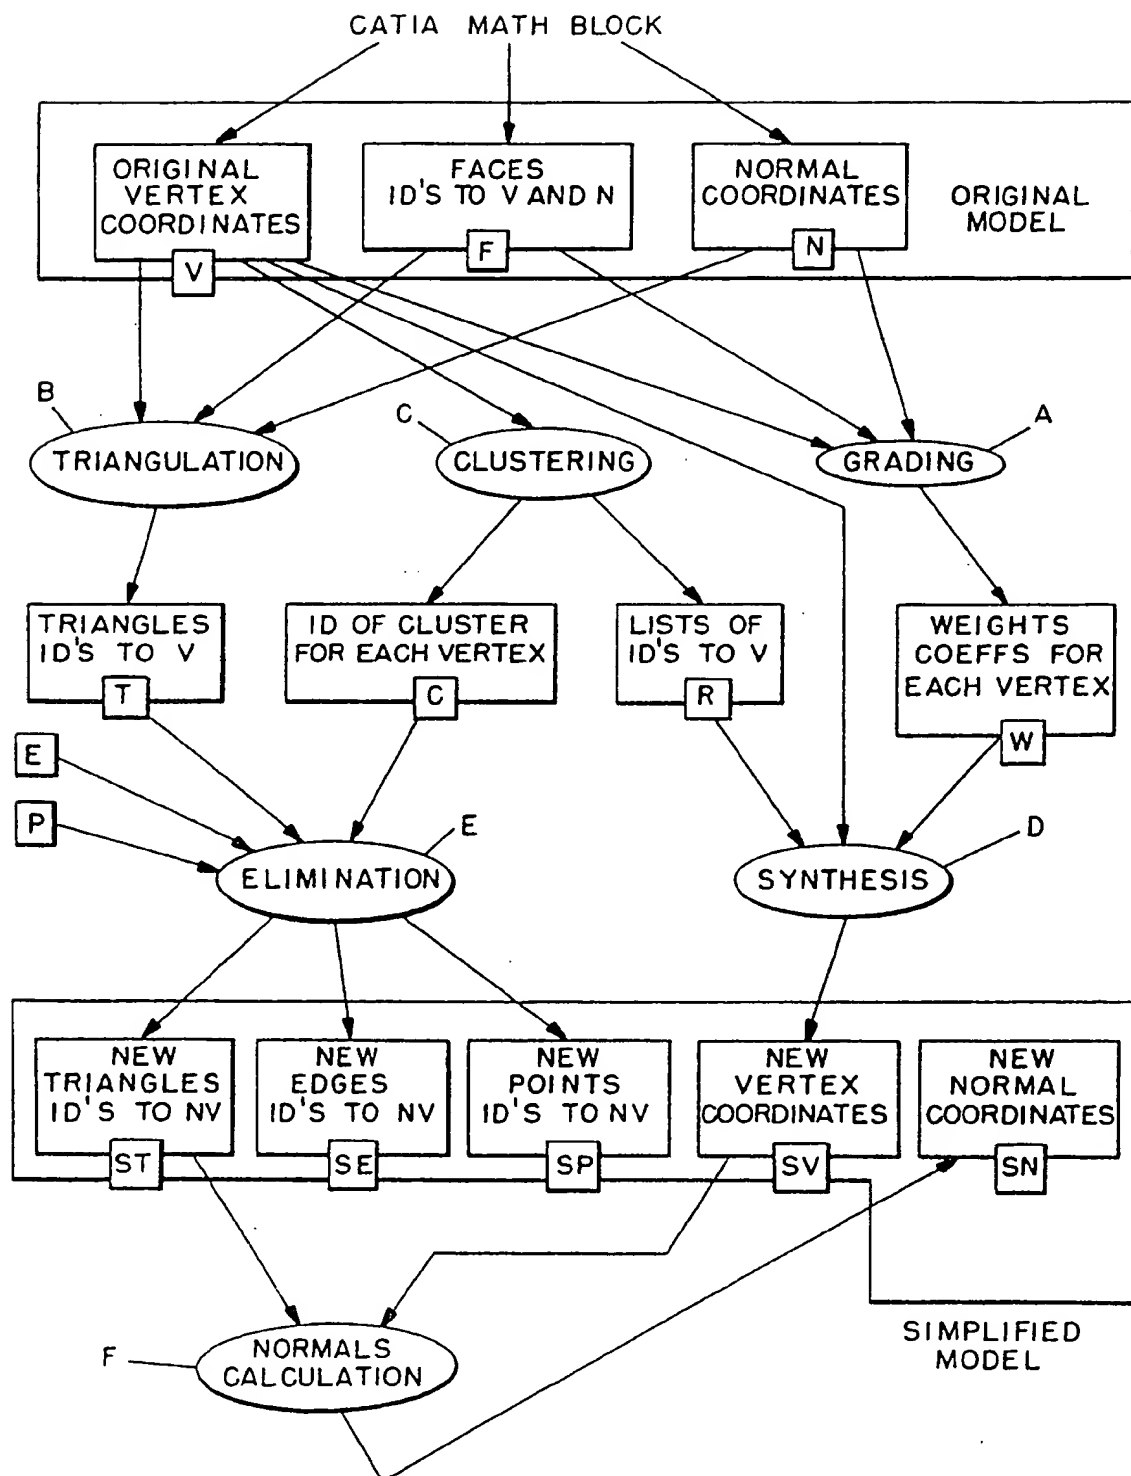 CATIA MATH BLOCK
ORIGINAL
VERTEX
COORDINATES
V
FACES
ID'S TO V AND N
F
NORMAL
COORDINATES
N
ORIGINAL
MODEL
B
TRIANGULATION
C
CLUSTERING
A
GRADING
TRIANGLES
ID'S TO V
T
ID OF CLUSTER
FOR EACH VERTEX
C
LISTS OF
ID'S TO V
R
WEIGHTS
COEFFS FOR
EACH VERTEX
W
E
P
E
ELIMINATION
D
SYNTHESIS
NEW
TRIANGLES
ID'S TO NV
ST
NEW
EDGES
ID'S TO NV
SE
NEW
POINTS
ID'S TO NV
SP
NEW
VERTEX
COORDINATES
SV
NEW
NORMAL
COORDINATES
SN
F
NORMALS
CALCULATION
SIMPLIFIED
MODEL